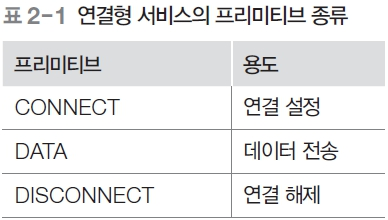 표 2-1 연결형 서비스의 프리미티브 종류
프리미티브 용도
CONNECT 연결 설정
DATA 데이터 전송
DISCONNECT 연결 해제